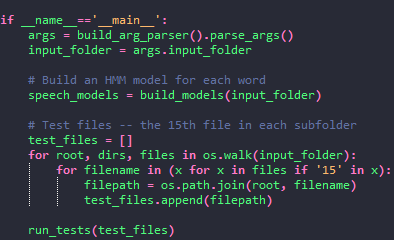 if __name__=='__main__':
    args = build_arg_parser().parse_args()
    input_folder = args.input_folder

    # Build an HMM model for each word
    speech_models = build_models(input_folder)

    # Test files -- the 15th file in each subfolder
    test_files = []
    for root, dirs, files in os.walk(input_folder):
        for filename in (x for x in files if '15' in x):
            filepath = os.path.join(root, filename)
            test_files.append(filepath)

    run_tests(test_files)